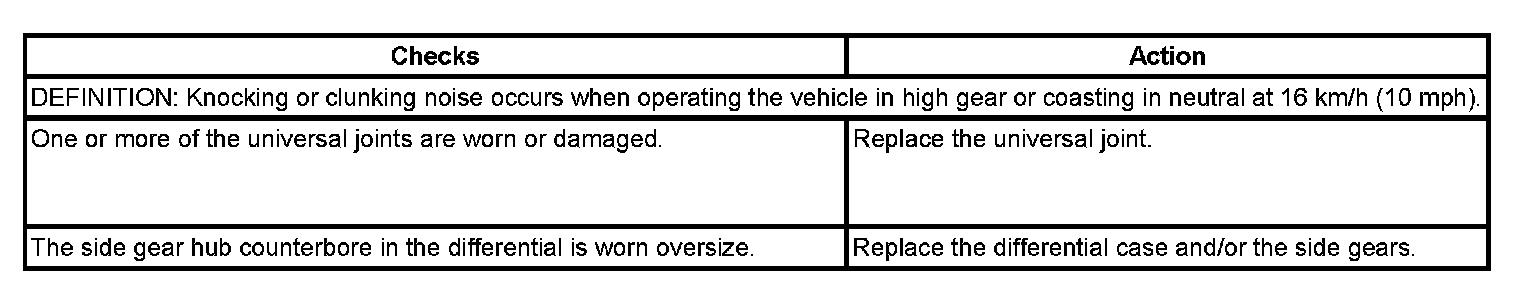 Checks Action
DEFINITION: Knocking or clunking noise occurs when operating the vehicle in high gear or coasting in neutral at 16 km/h (10 mph).
One or more of the universal joints are worn or damaged. Replace the universal joint.
The side gear hub counterbore in the differential is worn oversize. Replace the differential case and/or the side gears.